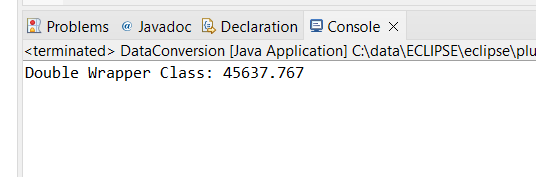 Problems @ Javadoc Declaration Console
<terminated> DataConversion [Java Application] C:\data\ECLIPSE\eclipse\plu
Double Wrapper Class: 45637.767